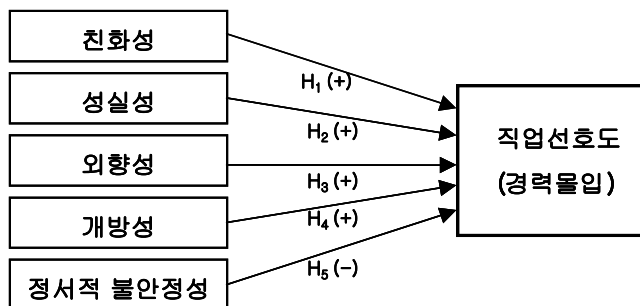 친화성
H₁ (+)
성실성
H₂ (+)
직업선호도
(경력몰입)
외향성
H₃ (+)
개방성
H₄ (+)
정서적 불안정성
H₅ (−)